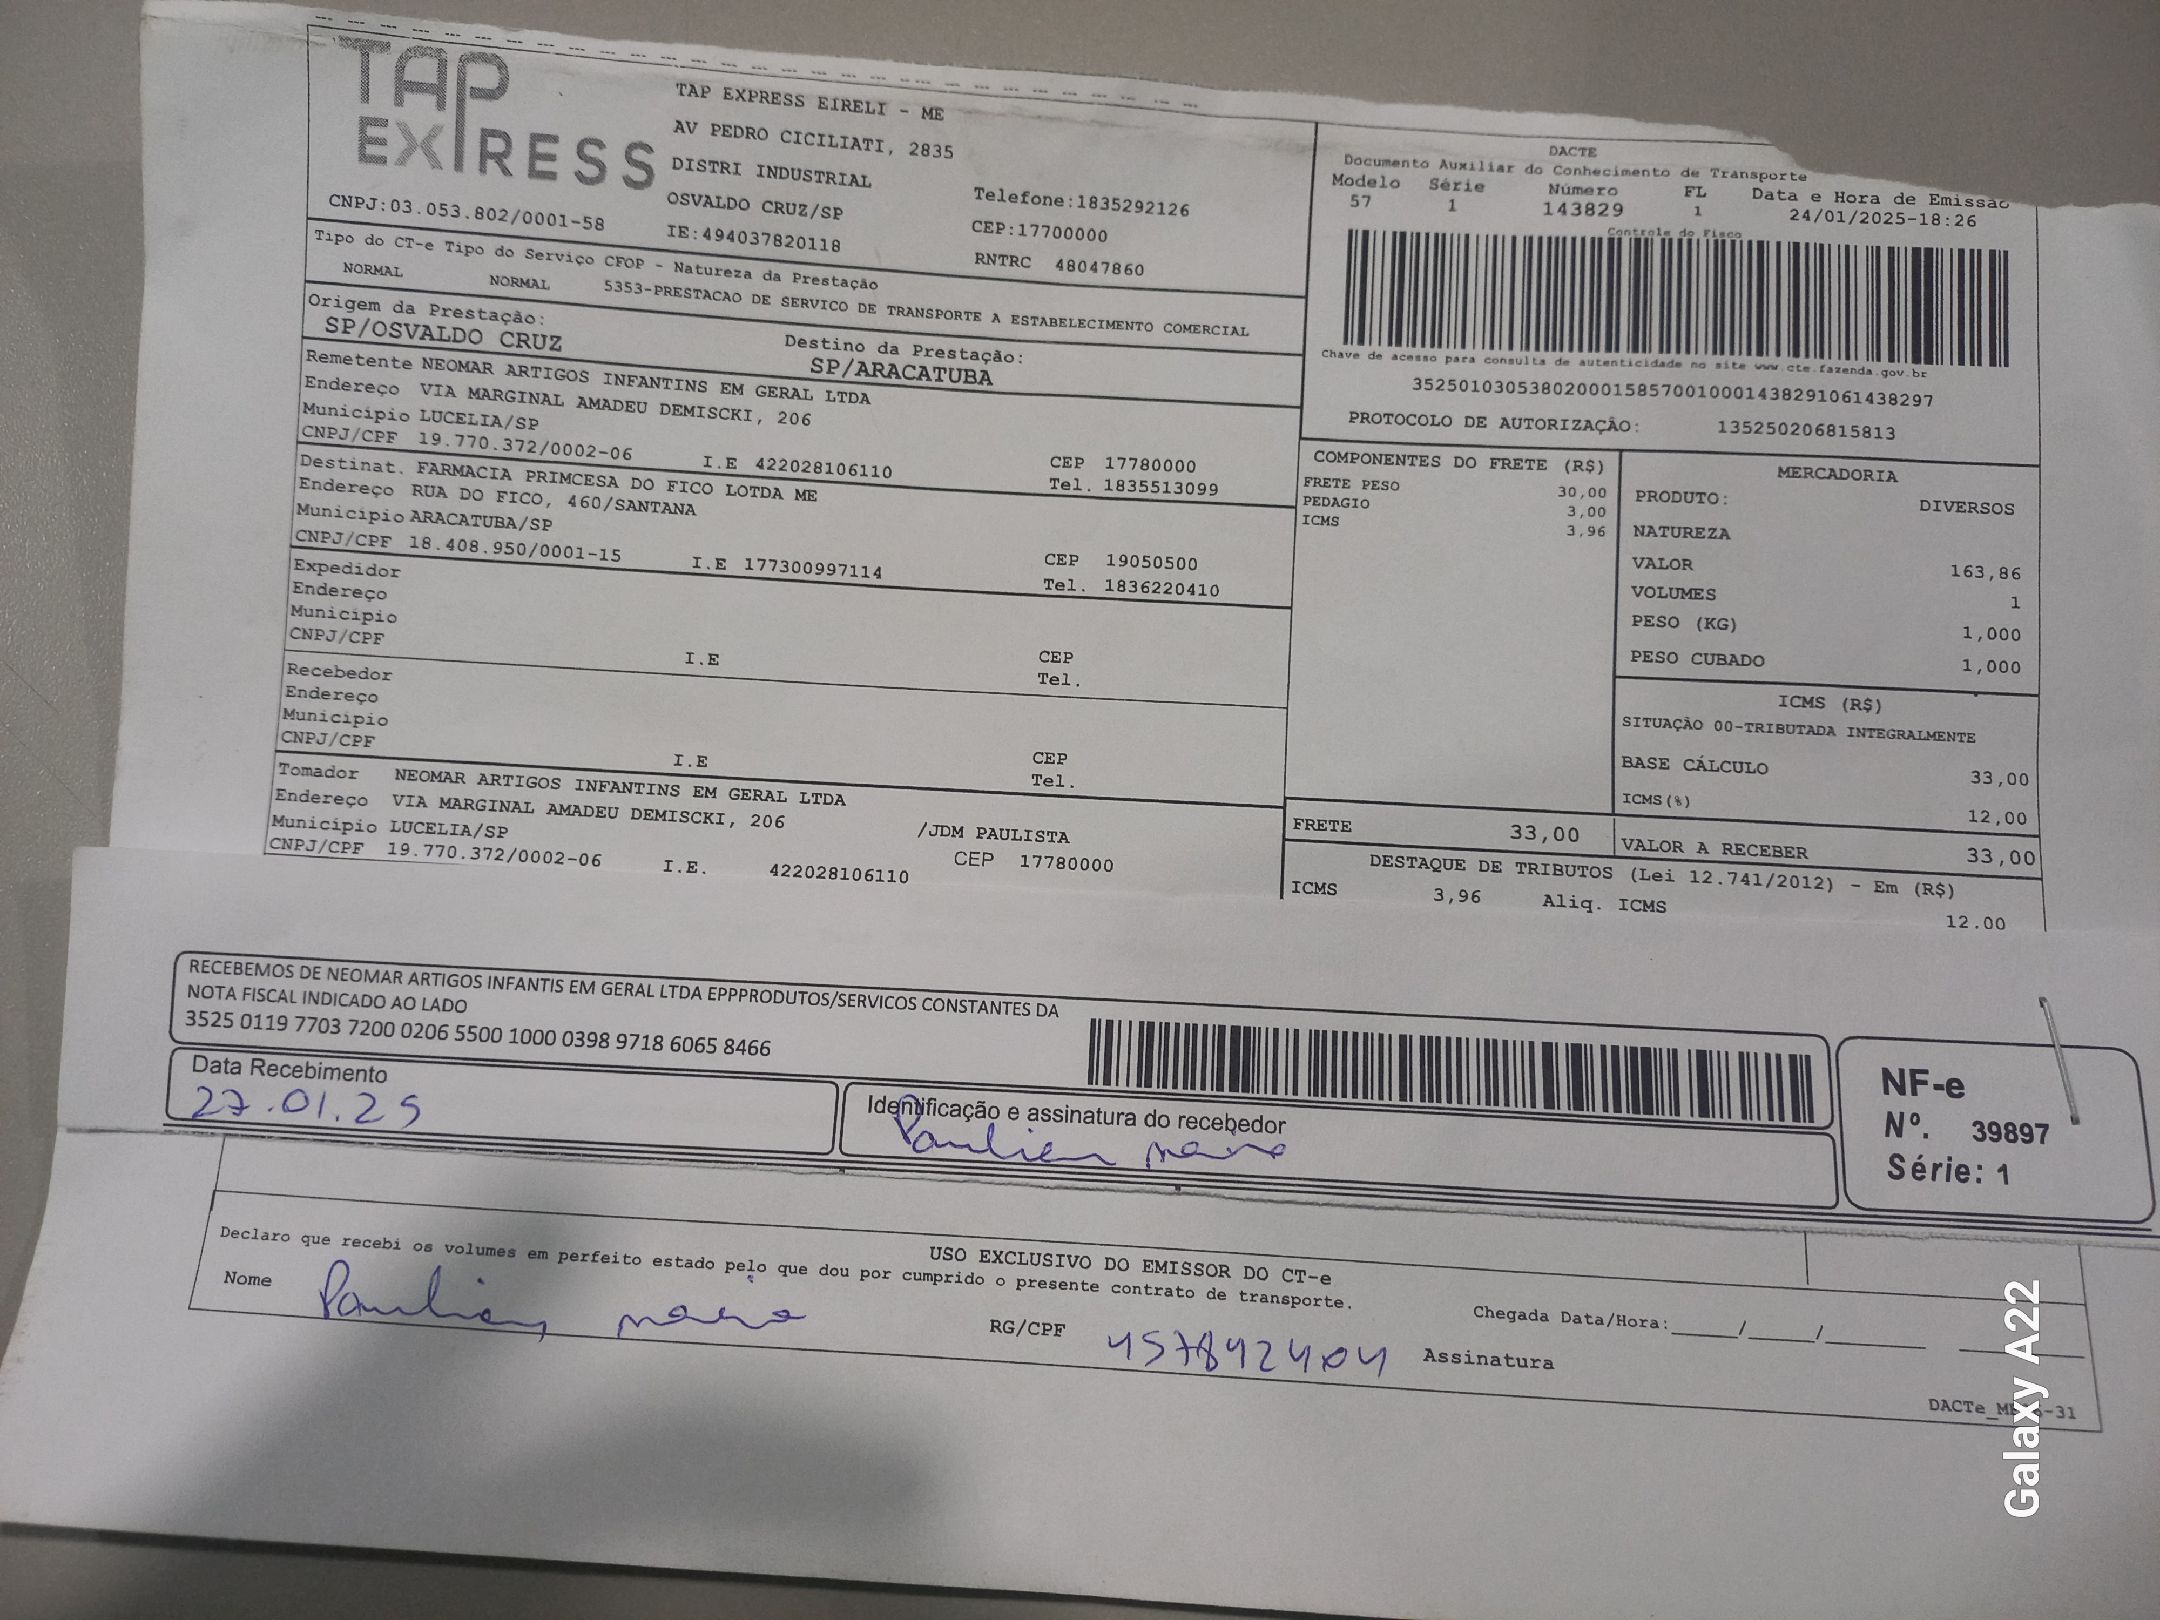 TAP
EXPRESS
TAP EXPRESS EIRELI - ME
AV PEDRO CICILIATI, 2835
DISTRI INDUSTRIAL
OSVALDO CRUZ/SP
Telefone:1835292126
CNPJ:03.053.802/0001-58
IE:494037820118
CEP:17700000
RNTRC 48047860
DACTE
Documento Auxiliar do Conhecimento de Transporte
Modelo Série Número FL Data e Hora de Emissão
57 1 143829 1 24/01/2025-18:26
Controle do Fisco
Chave de acesso para consulta de autenticidade no site www.cte.fazenda.gov.br
35250103053802000158570010001438291061438297
PROTOCOLO DE AUTORIZAÇÃO: 135250206815813
Tipo do CT-e Tipo do Serviço CFOP - Natureza da Prestação
NORMAL NORMAL 5353-PRESTACAO DE SERVICO DE TRANSPORTE A ESTABELECIMENTO COMERCIAL
Origem da Prestação: Destino da Prestação:
SP/OSVALDO CRUZ SP/ARACATUBA
Remetente NEOMAR ARTIGOS INFANTINS EM GERAL LTDA
Endereço VIA MARGINAL AMADEU DEMISCKI, 206
Município LUCELIA/SP CEP 17780000
CNPJ/CPF 19.770.372/0002-06 I.E 422028106110 Tel. 1835513099
Destinat. FARMACIA PRIMCESA DO FICO LOTDA ME
Endereço RUA DO FICO, 460/SANTANA
Município ARACATUBA/SP CEP 19050500
CNPJ/CPF 18.408.950/0001-15 I.E 177300997114 Tel. 1836220410
Expedidor
Endereço
Município CEP
CNPJ/CPF I.E Tel.
Recebedor
Endereço
Município CEP
CNPJ/CPF I.E Tel.
Tomador NEOMAR ARTIGOS INFANTINS EM GERAL LTDA
Endereço VIA MARGINAL AMADEU DEMISCKI, 206 /JDM PAULISTA
Município LUCELIA/SP CEP 17780000
CNPJ/CPF 19.770.372/0002-06 I.E. 422028106110
COMPONENTES DO FRETE (R$)
FRETE PESO 30,00
PEDAGIO 3,00
ICMS 3,96
MERCADORIA
PRODUTO: DIVERSOS
NATUREZA
VALOR 163,86
VOLUMES 1
PESO (KG) 1,000
PESO CUBADO 1,000
ICMS (R$)
SITUAÇÃO 00-TRIBUTADA INTEGRALMENTE
BASE CÁLCULO 33,00
ICMS(%) 12,00
FRETE 33,00 VALOR A RECEBER 33,00
DESTAQUE DE TRIBUTOS (Lei 12.741/2012) - Em (R$)
ICMS 3,96 Aliq. ICMS 12.00
RECEBEMOS DE NEOMAR ARTIGOS INFANTIS EM GERAL LTDA EPPPRODUTOS/SERVICOS CONSTANTES DA
NOTA FISCAL INDICADO AO LADO
3525 0119 7703 7200 0206 5500 1000 0398 9718 6065 8466
Data Recebimento
27.01.25
Identificação e assinatura do recebedor
NF-e
Nº. 39897
Série: 1
USO EXCLUSIVO DO EMISSOR DO CT-e
Declaro que recebi os volumes em perfeito estado pelo que dou por cumprido o presente contrato de transporte.
Nome RG/CPF 457842404 Chegada Data/Hora:_____/_____/________
Assinatura
Galaxy A22